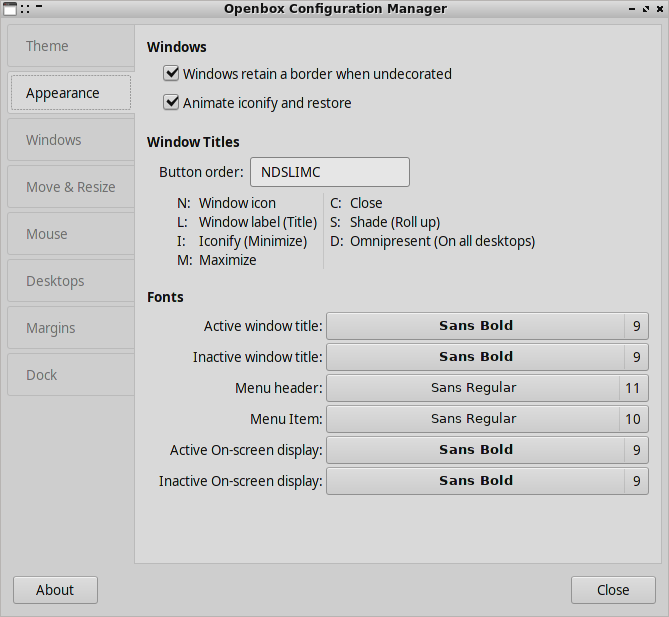 Openbox Configuration Manager
Theme
Appearance
Windows
Move & Resize
Mouse
Desktops
Margins
Dock
Windows
Windows retain a border when undecorated
Animate iconify and restore
Window Titles
Button order: NDSLIMC
N: Window icon
L: Window label (Title)
I: Iconify (Minimize)
M: Maximize
C: Close
S: Shade (Roll up)
D: Omnipresent (On all desktops)
Fonts
Active window title: Sans Bold 9
Inactive window title: Sans Bold 9
Menu header: Sans Regular 11
Menu Item: Sans Regular 10
Active On-screen display: Sans Bold 9
Inactive On-screen display: Sans Bold 9
About
Close